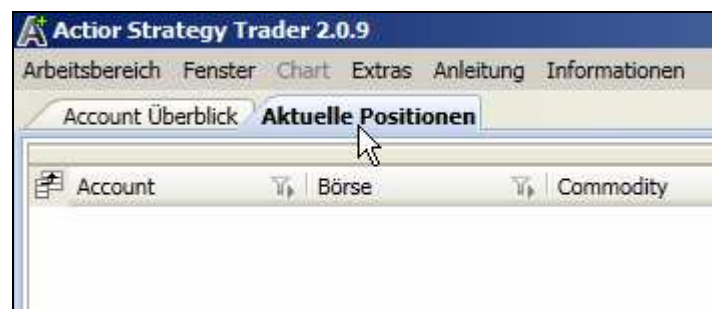 Actior Strategy Trader 2.0.9
Arbeitsbereich Fenster Chart Extras Anleitung Informationen
Account Überblick Aktuelle Positionen
Account Börse Commodity